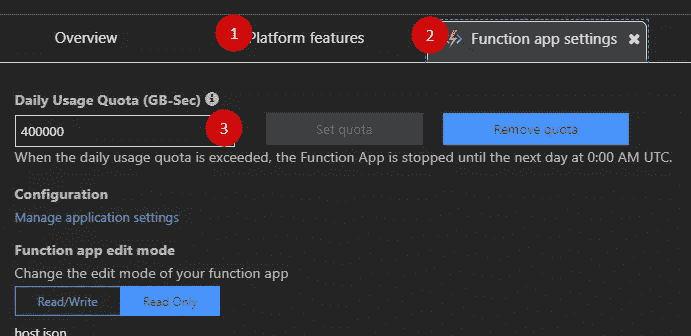 Overview
1 Platform features
2 Function app settings ✖
Daily Usage Quota (GB-Sec)
400000 3
Set quota
Remove quota
When the daily usage quota is exceeded, the Function App is stopped until the next day at 0:00 AM UTC.
Configuration
Manage application settings
Function app edit mode
Change the edit mode of your function app
Read/Write
Read Only
host.json